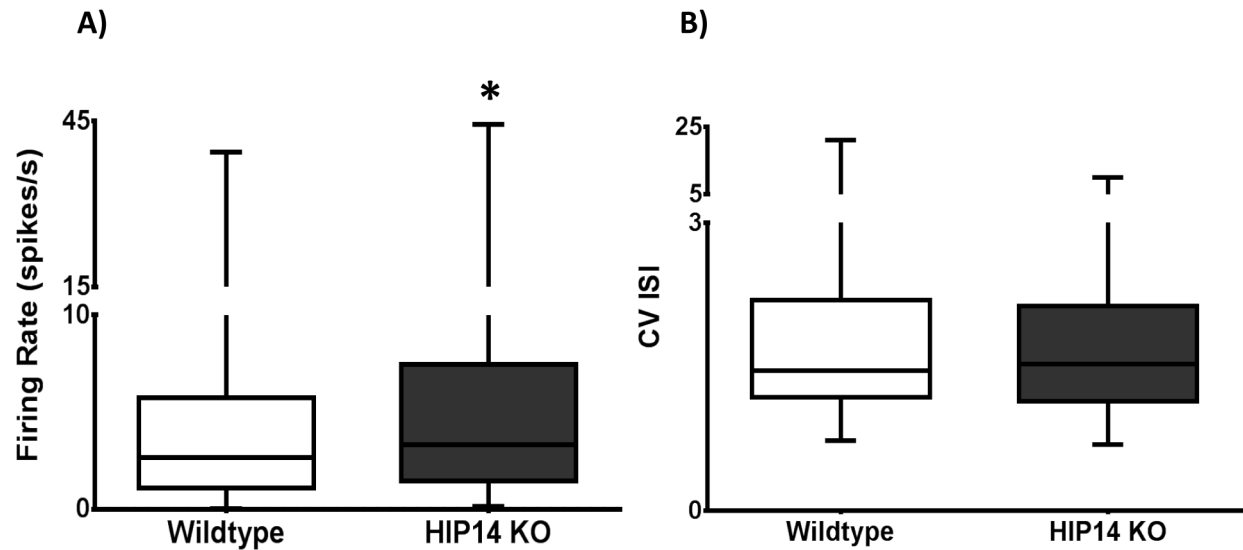 A)
*
45
15
10
0
Firing Rate (spikes/s)
Wildtype
HIP14 KO
B)
25
5
3
0
CV ISI
Wildtype
HIP14 KO